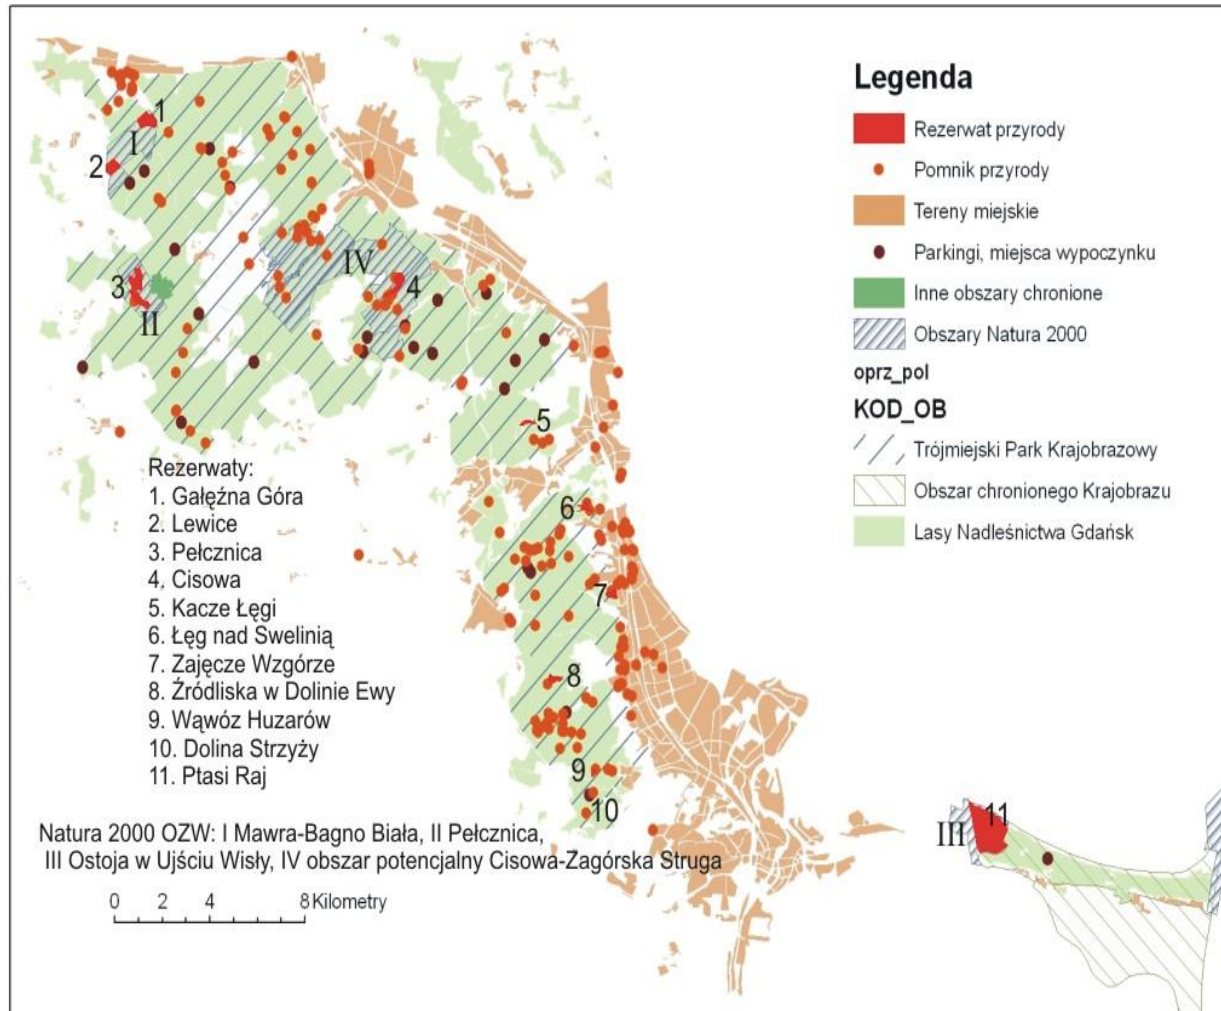 Legenda
Rezerwat przyrody
Pomnik przyrody
Tereny miejskie
Parkingi, miejsca wypoczynku
Inne obszary chronione
Obszary Natura 2000
oprz_pol
KOD_OB
Trójmiejski Park Krajobrazowy
Obszar chronionego Krajobrazu
Lasy Nadleśnictwa Gdańsk
1
I
2
3
II
IV
4
5
6
7
8
9
10
11
III
Rezerwaty:
1. Gałęźna Góra
2. Lewice
3. Pełcznica
4. Cisowa
5. Kacze Łęgi
6. Łęg nad Swelinią
7. Zajęcze Wzgórze
8. Źródliska w Dolinie Ewy
9. Wąwóz Huzarów
10. Dolina Strzyży
11. Ptasi Raj
Natura 2000 OZW: I Mawra-Bagno Biała, II Pełcznica,
III Ostoja w Ujściu Wisły, IV obszar potencjalny Cisowa-Zagórska Struga
0 2 4 8 Kilometry